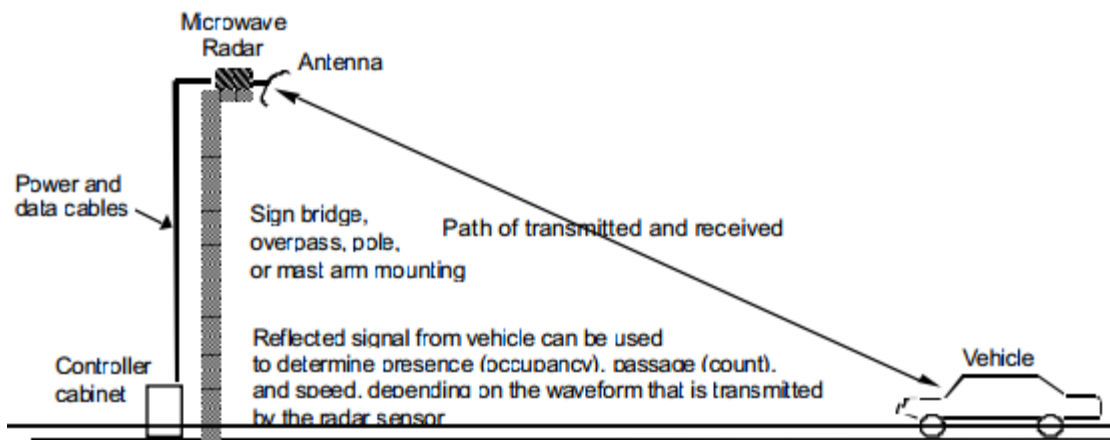 Microwave
Radar
Antenna
Power and
data cables
Sign bridge,
overpass, pole,
or mast arm mounting
Path of transmitted and received
Reflected signal from vehicle can be used
to determine presence (occupancy), passage (count),
and speed, depending on the waveform that is transmitted
by the radar sensor
Controller
cabinet
Vehicle